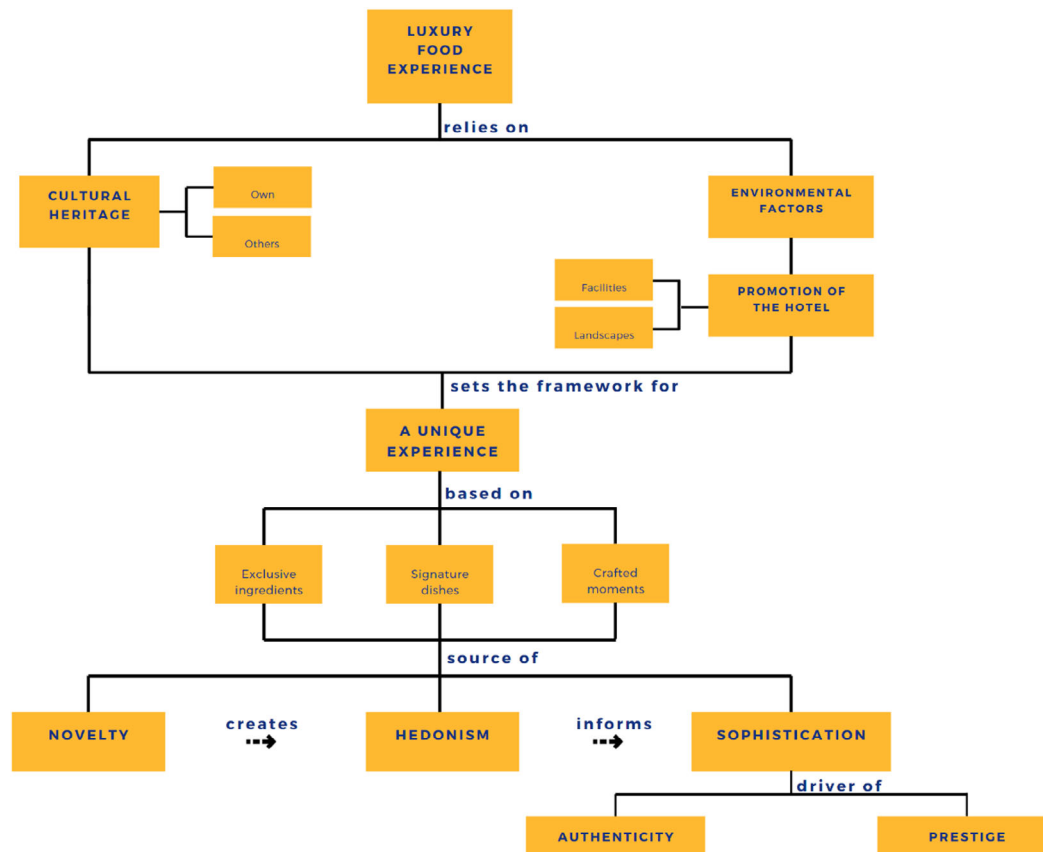 LUXURY
FOOD
EXPERIENCE
relies on
CULTURAL
HERITAGE
Own
Others
ENVIRONMENTAL
FACTORS
Facilities
Landscapes
PROMOTION OF
THE HOTEL
sets the framework for
A UNIQUE
EXPERIENCE
based on
Exclusive
ingredients
Signature
dishes
Crafted
moments
source of
NOVELTY
creates
HEDONISM
informs
SOPHISTICATION
driver of
AUTHENTICITY
PRESTIGE